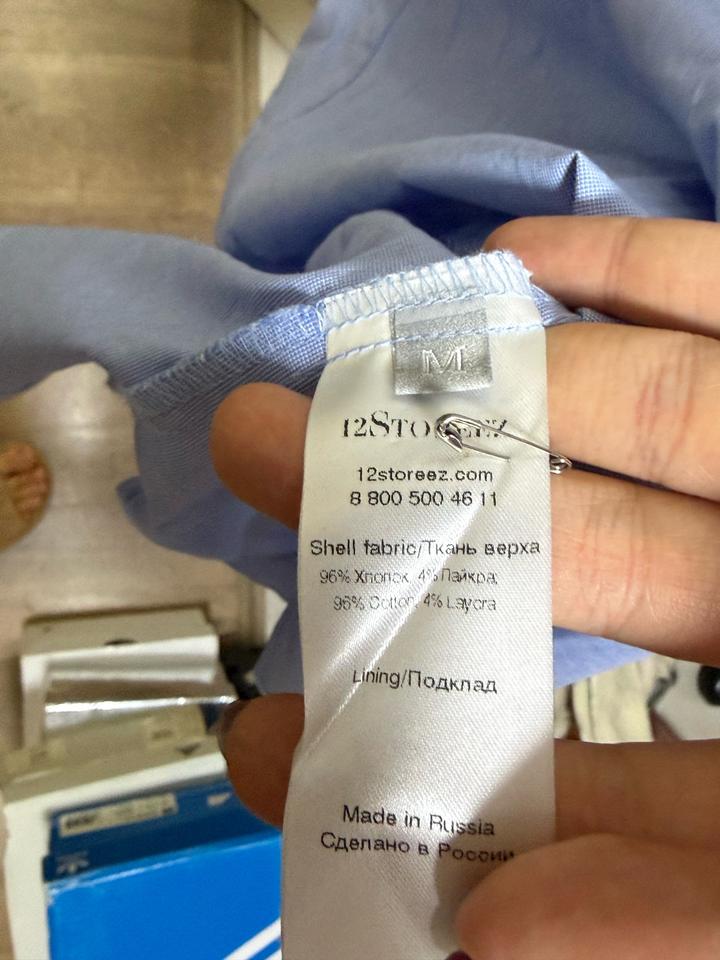 M
12storeez.com
8 800 500 46 11
Shell fabric/Ткань верха
96% Хлопок, 4% Лайкра;
96% Cotton, 4% Laycra
Lining/Подклад
Made in Russia
Сделано в России